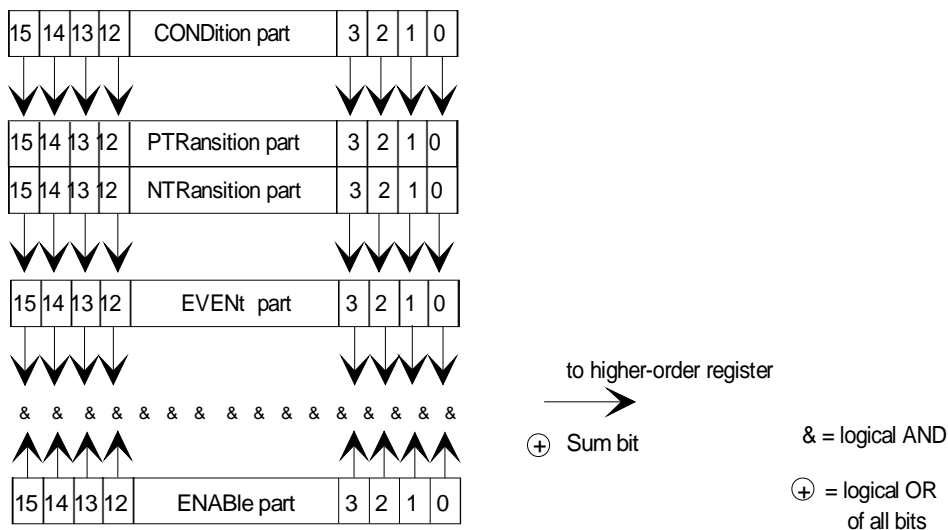 15 14 13 12 CONDition part 3 2 1 0
15 14 13 12 PTRansition part 3 2 1 0
15 14 13 12 NTRansition part 3 2 1 0
15 14 13 12 EVENt part 3 2 1 0
to higher-order register
& & & & & & & & & & & & & & & &
+ Sum bit
& = logical AND
15 14 13 12 ENABle part 3 2 1 0
+ = logical OR
of all bits